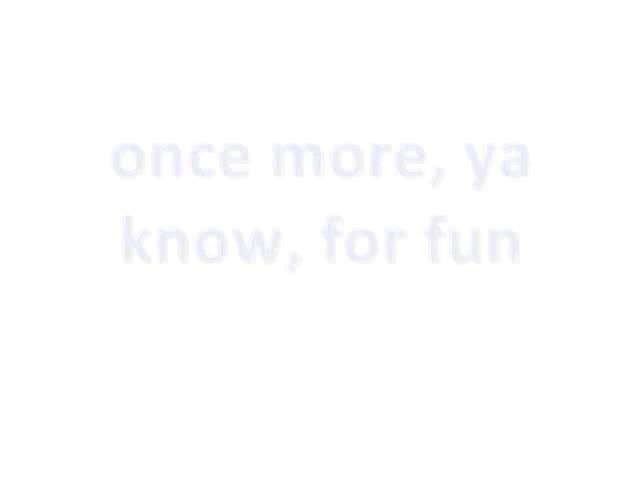 once more, ya
know, for fun